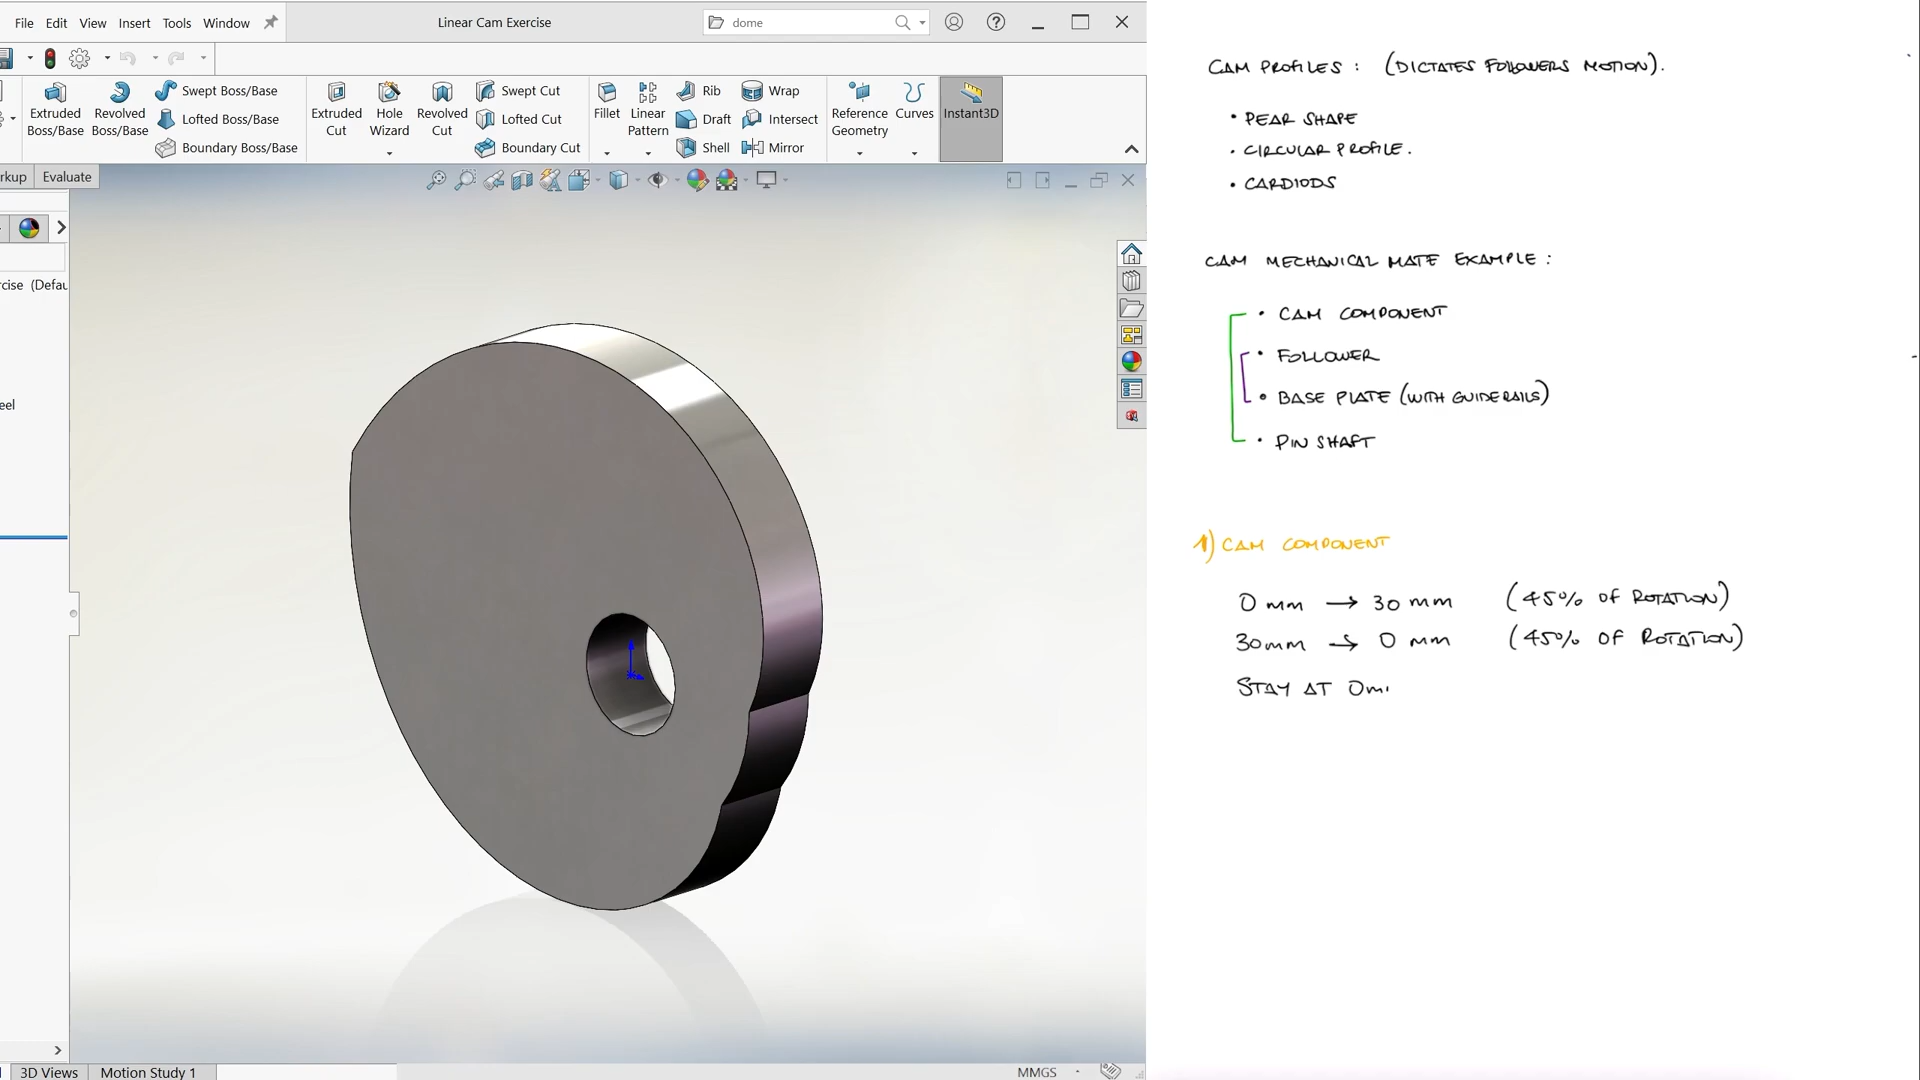 File Edit View Insert Tools Window
Linear Cam Exercise
dome
Extruded Boss/Base
Revolved Boss/Base
Swept Boss/Base
Lofted Boss/Base
Boundary Boss/Base
Extruded Cut
Hole Wizard
Revolved Cut
Swept Cut
Lofted Cut
Boundary Cut
Fillet
Linear Pattern
Rib
Draft
Shell
Wrap
Intersect
Mirror
Reference Geometry
Curves
Instant3D
rkup Evaluate
cise (Defau
eel
3D Views Motion Study 1
MMGS
CAM PROFILES : (DICTATES FOLLOWERS MOTION).
• PEAR SHAPE
• CIRCULAR PROFILE.
• CARDIODS
CAM MECHANICAL MATE EXAMPLE :
• CAM COMPONENT
• FOLLOWER
• BASE PLATE (WITH GUIDERAILS)
• PIN SHAFT
1) CAM COMPONENT
0 mm → 30 mm (45% OF ROTATION)
30mm → 0 mm (45% OF ROTATION)
STAY AT 0m